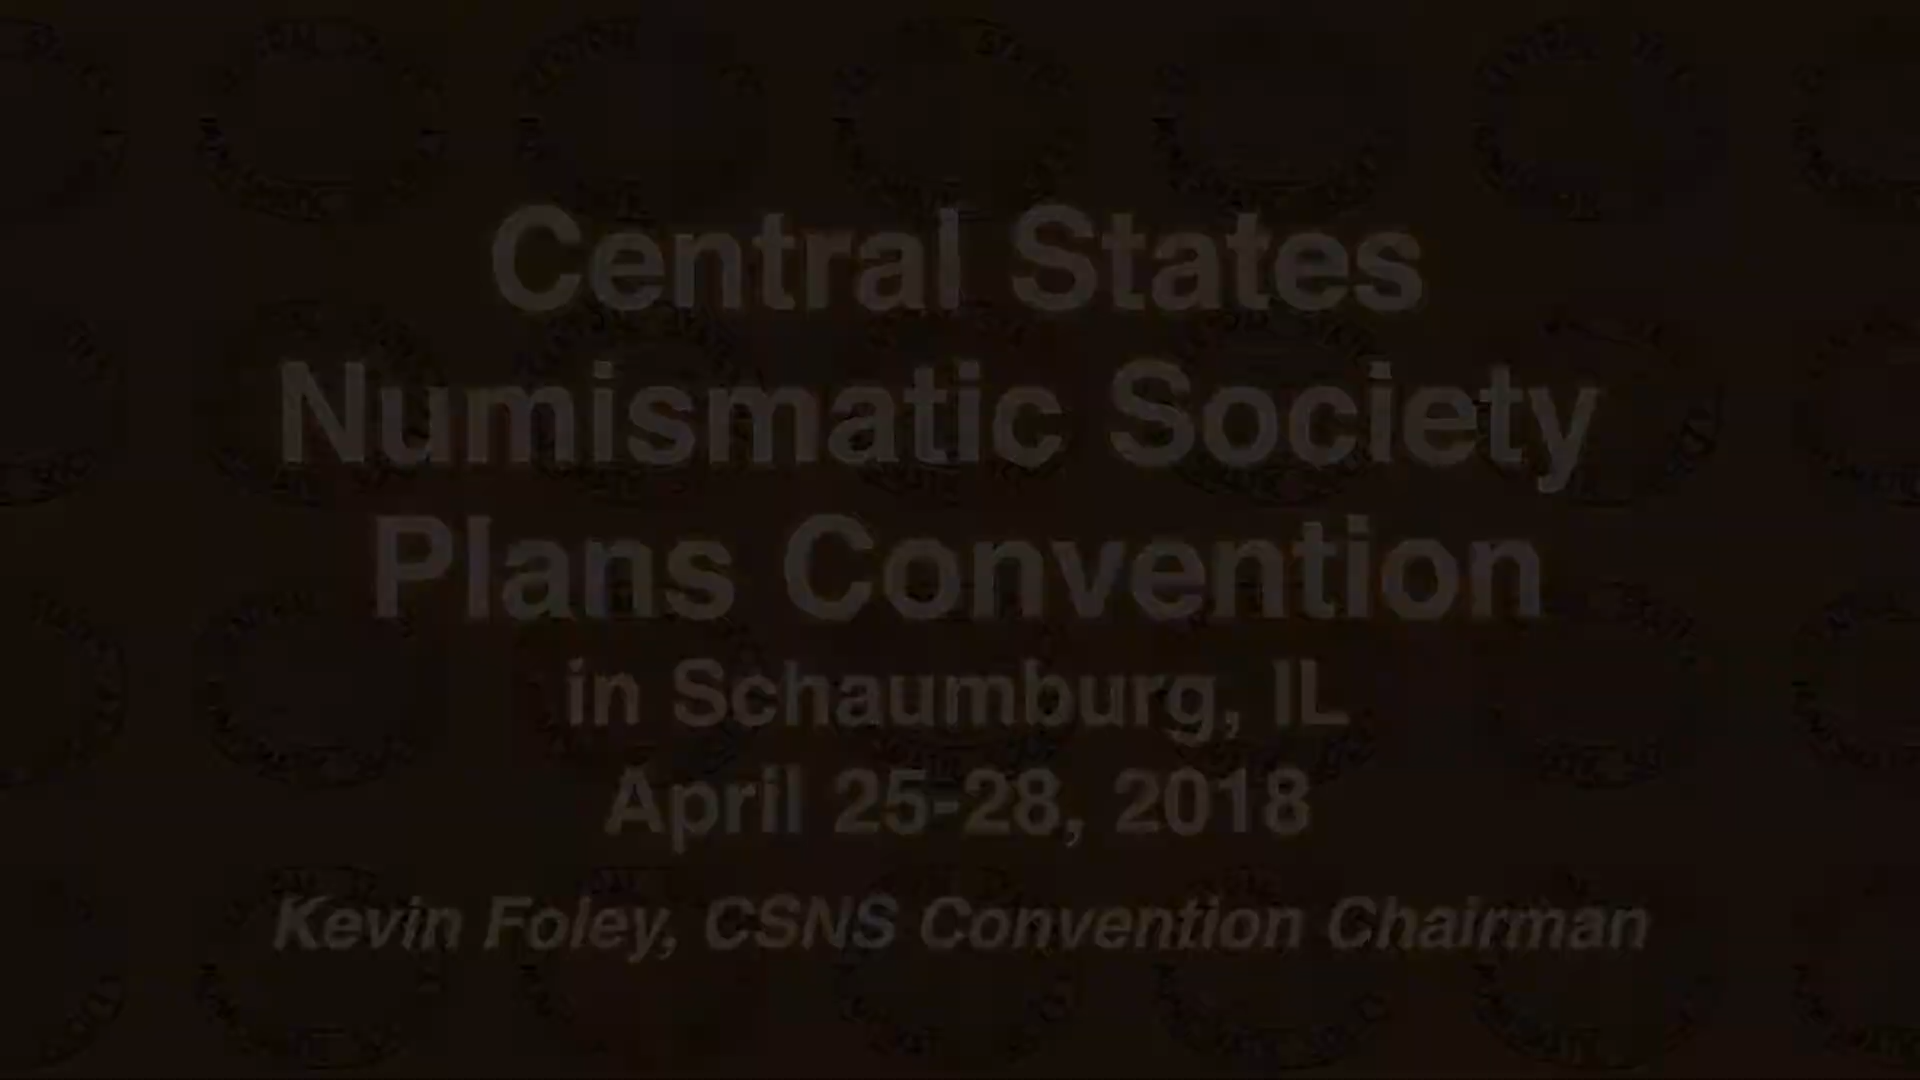 Central States
Numismatic Society
Plans Convention
in Schaumburg, IL
April 25-28, 2018
Kevin Foley, CSNS Convention Chairman